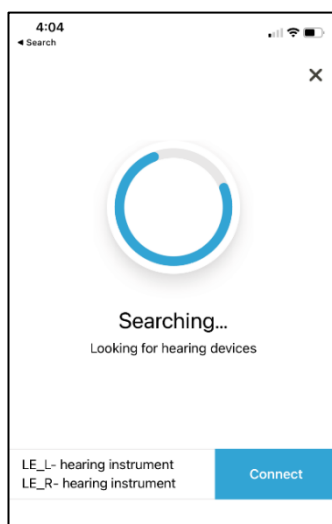 4:04
◀ Search
×
Searching...
Looking for hearing devices
LE_L- hearing instrument
LE_R- hearing instrument
Connect